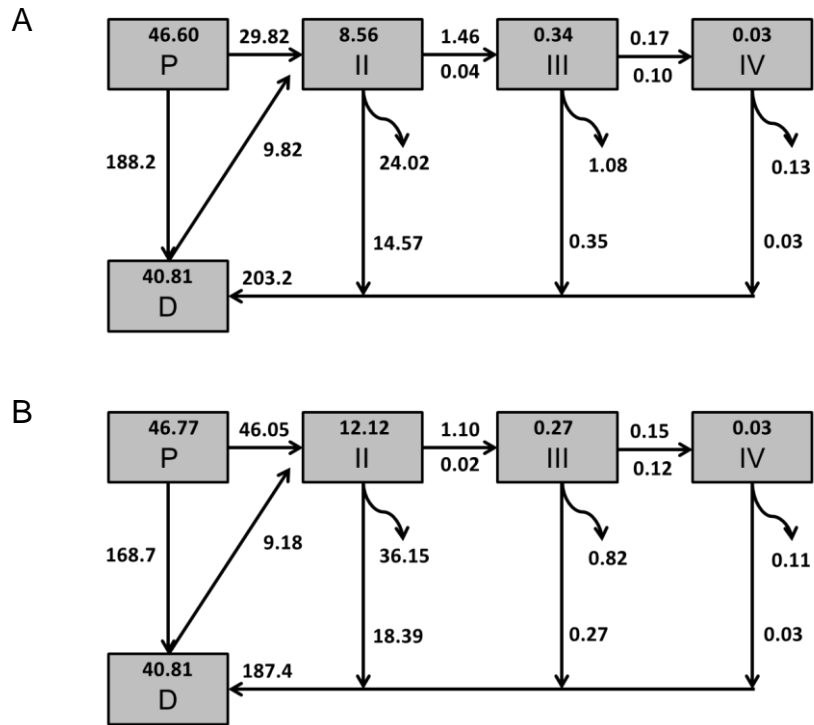 A
46.60 29.82 8.56 1.46 0.34 0.17 0.03
P II 0.04 III 0.10 IV
188.2 9.82 24.02 1.08 0.13
14.57 0.35 0.03
40.81 203.2
D
B
46.77 46.05 12.12 1.10 0.27 0.15 0.03
P II 0.02 III 0.12 IV
168.7 9.18 36.15 0.82 0.11
18.39 0.27 0.03
40.81 187.4
D